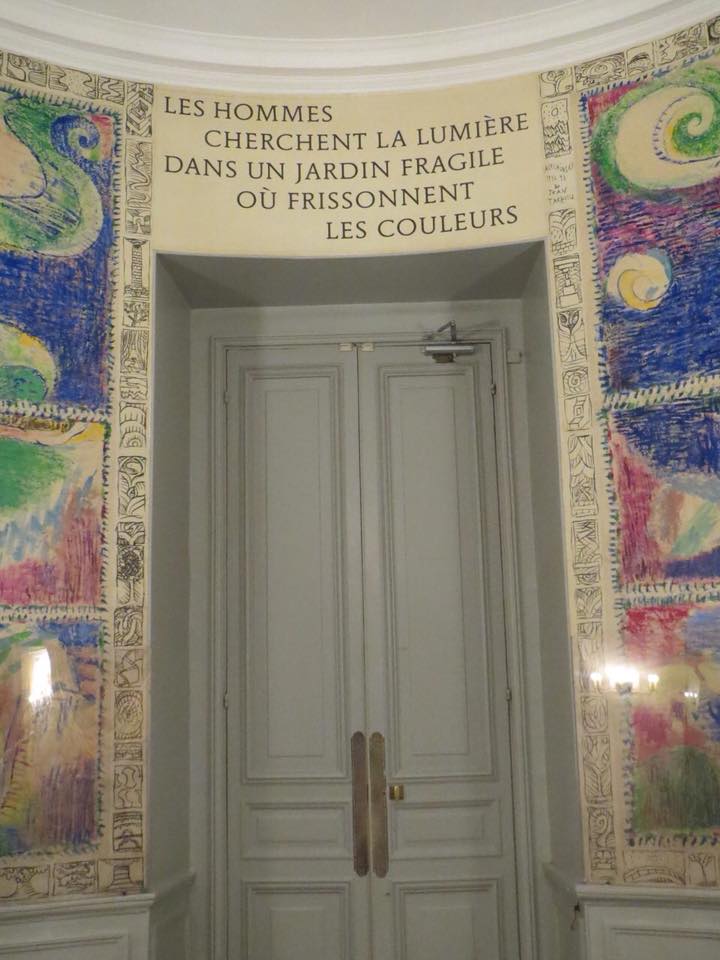 LES HOMMES
CHERCHENT LA LUMIÈRE
DANS UN JARDIN FRAGILE
OÙ FRISSONNENT
LES COULEURS